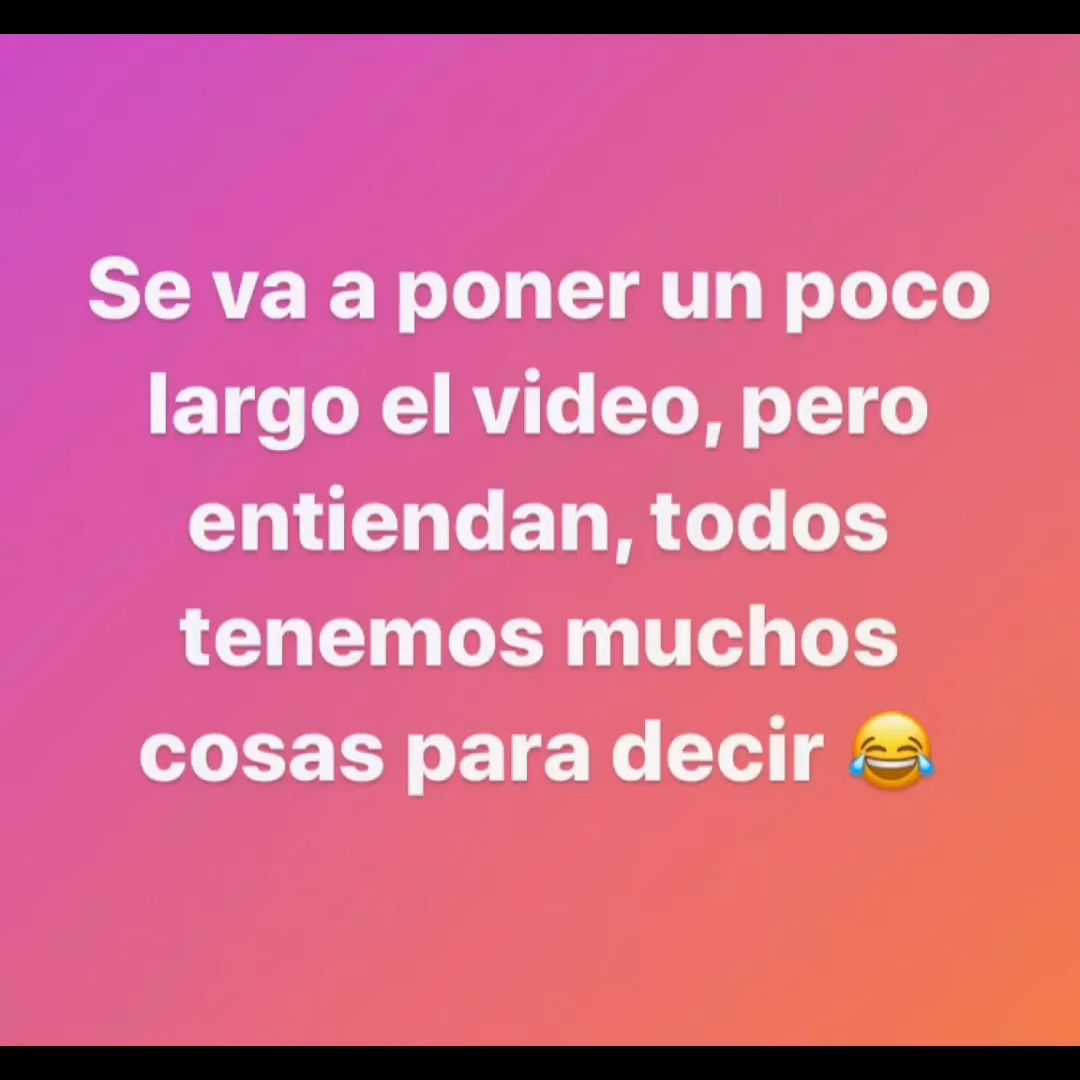 Se va a poner un poco
largo el video, pero
entiendan, todos
tenemos muchos
cosas para decir 😂